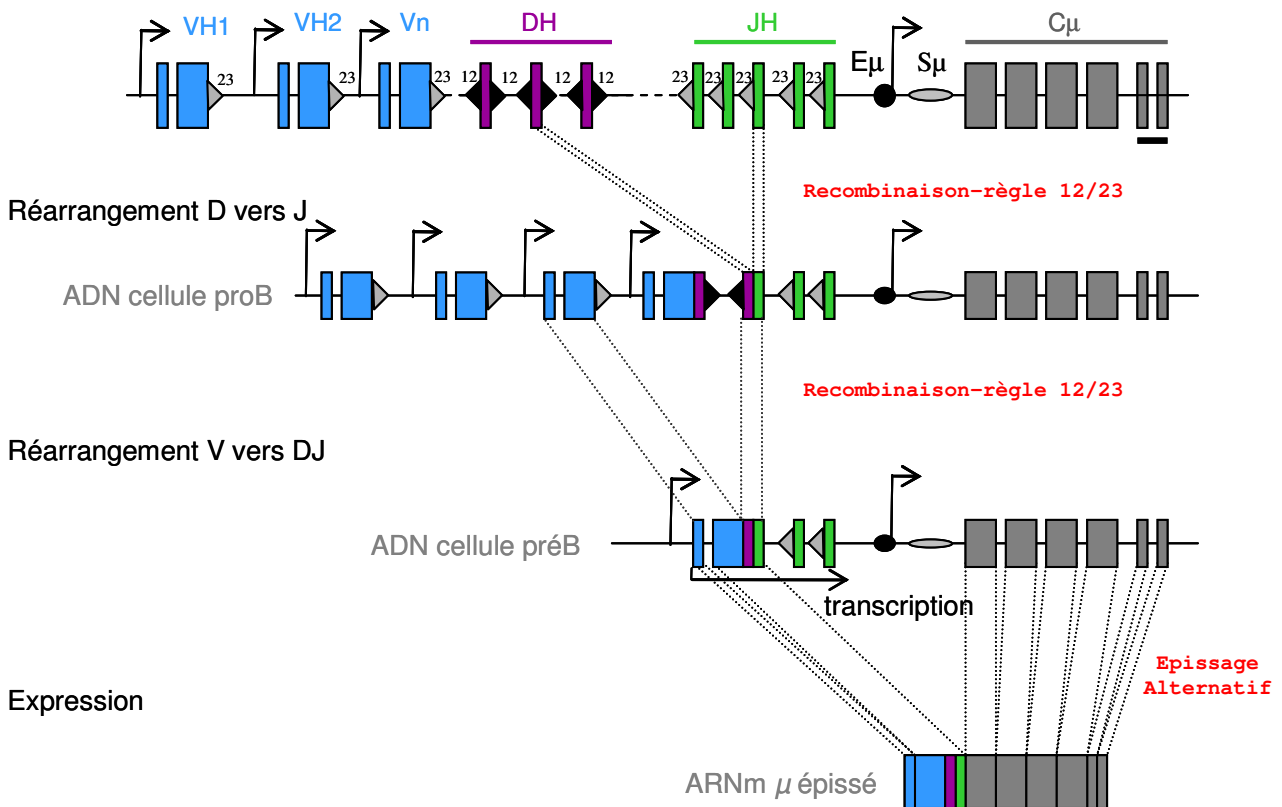 VH1 VH2 Vn DH JH Cμ
Eμ Sμ
23 23 23 12 12 12 12 23 23 23 23 23
Recombinaison-règle 12/23
Réarrangement D vers J
ADN cellule proB
Recombinaison-règle 12/23
Réarrangement V vers DJ
ADN cellule préB
transcription
Epissage
Alternatif
Expression
ARNm μ épissé